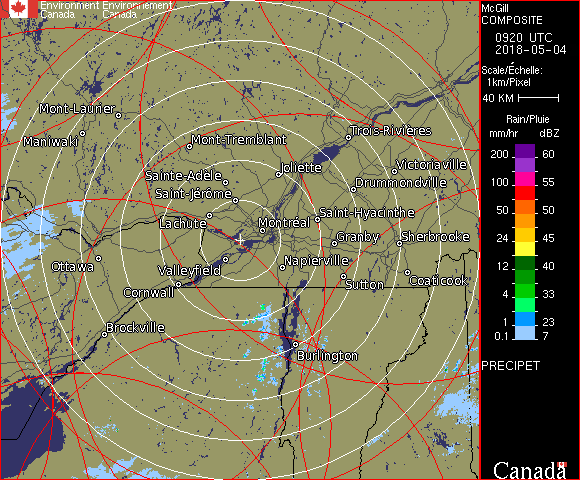 Environment Environnement
Canada Canada
McGill
COMPOSITE
0920 UTC
2018-05-04
Scale/Échelle:
1km/Pixel
40 KM
Rain/Pluie
mm/hr dBZ
200 60
100 55
50 50
24 45
12 40
4 33
1 23
0.1 7
PRECIPET
Canada
Mont-Laurier
Maniwaki
Mont-Tremblant
Trois-Rivières
Joliette
Victoriaville
Sainte-Adèle
Drummondville
Saint-Jérôme
Saint-Hyacinthe
Lachute
Montréal
Granby
Sherbrooke
Ottawa
Valleyfield
Napierville
Cornwall
Sutton
Coaticook
Brockville
Burlington